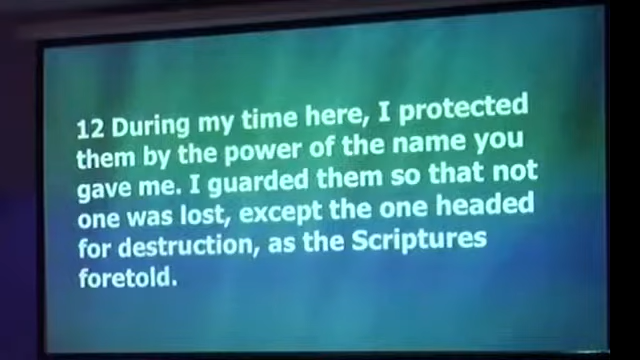 12 During my time here, I protected
them by the power of the name you
gave me. I guarded them so that not
one was lost, except the one headed
for destruction, as the Scriptures
foretold.